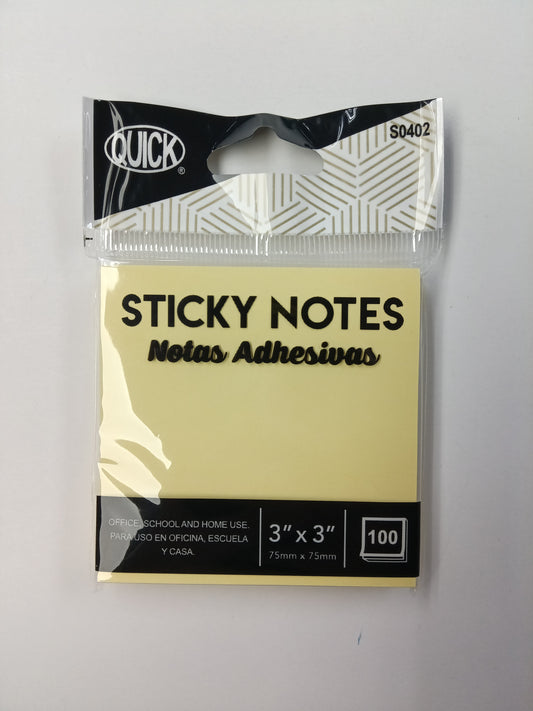 QUICK®
S0402
STICKY NOTES
Notas Adhesivas
OFFICE, SCHOOL AND HOME USE.
PARA USO EN OFICINA, ESCUELA
Y CASA.
3" x 3"
75mm x 75mm
100